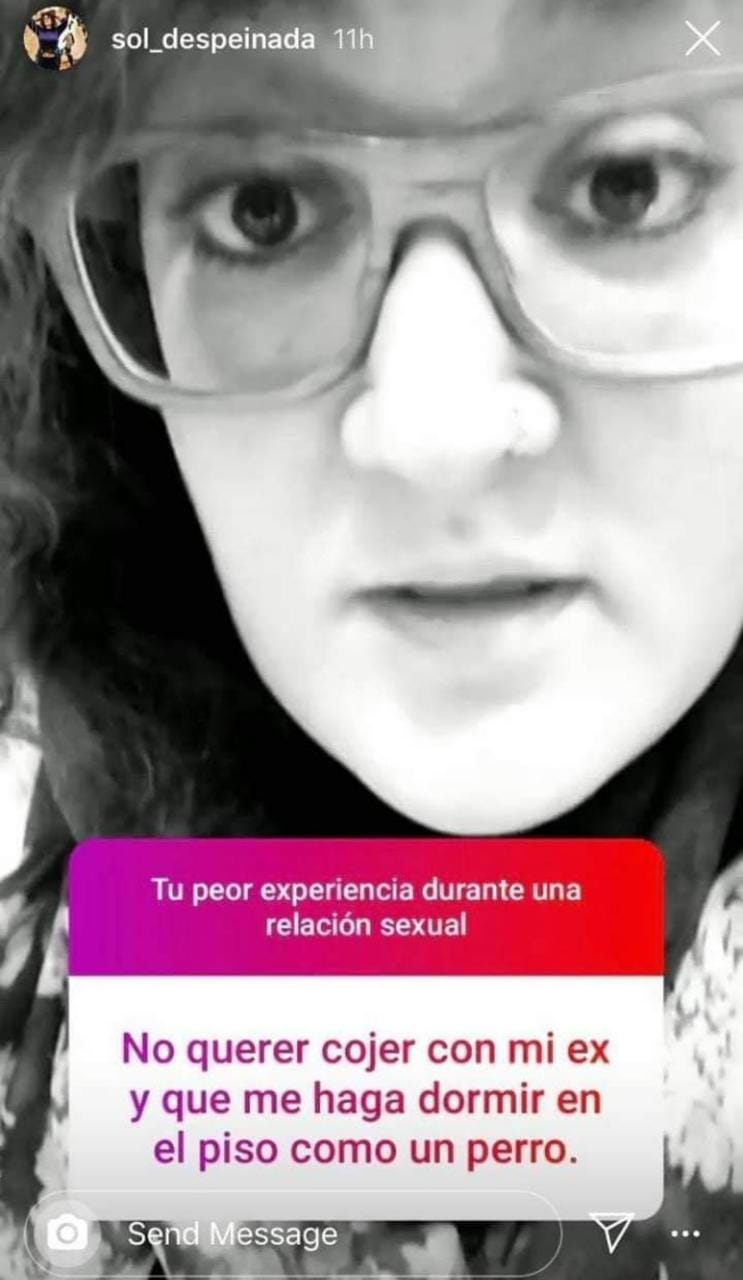 sol_despeinada 11h
Tu peor experiencia durante una
relación sexual
No querer cojer con mi ex
y que me haga dormir en
el piso como un perro.
Send Message